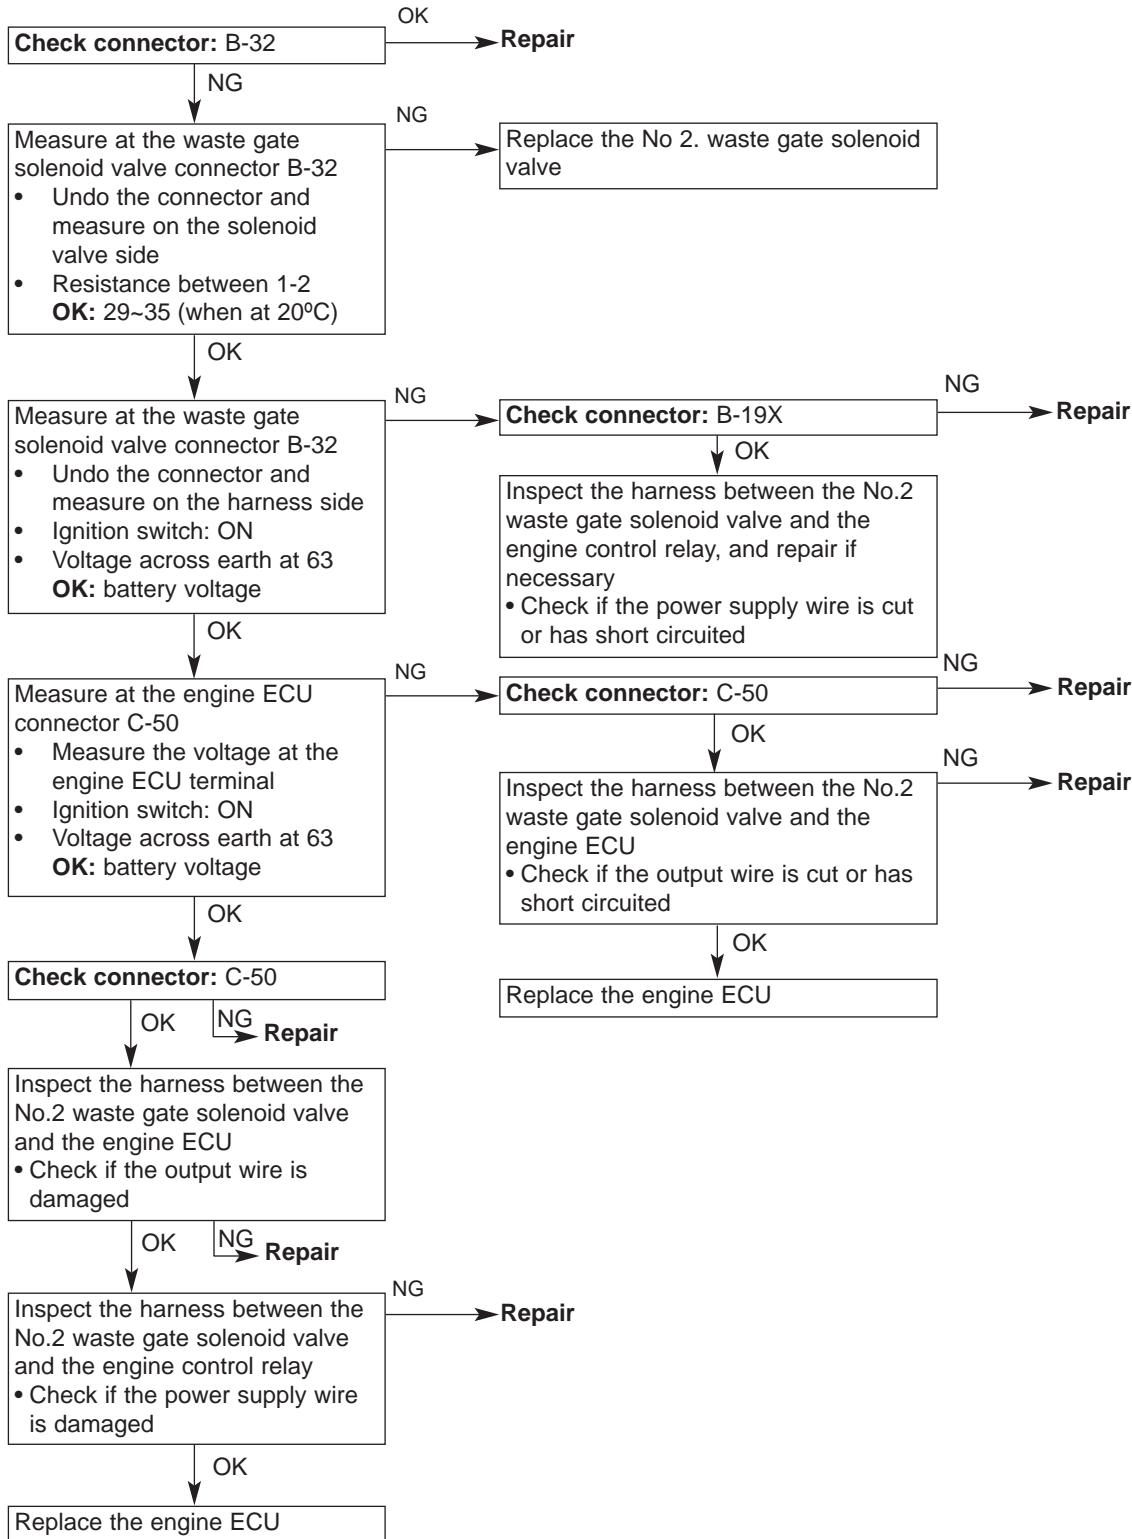 OK
Check connector: B-32
Repair
NG
Measure at the waste gate
solenoid valve connector B-32
• Undo the connector and
measure on the solenoid
valve side
• Resistance between 1-2
OK: 29~35 (when at 20ºC)
NG
Replace the No 2. waste gate solenoid
valve
OK
Measure at the waste gate
solenoid valve connector B-32
• Undo the connector and
measure on the harness side
• Ignition switch: ON
• Voltage across earth at 63
OK: battery voltage
NG
Check connector: B-19X
NG
Repair
OK
Inspect the harness between the No.2
waste gate solenoid valve and the
engine control relay, and repair if
necessary
• Check if the power supply wire is cut
or has short circuited
OK
Measure at the engine ECU
connector C-50
• Measure the voltage at the
engine ECU terminal
• Ignition switch: ON
• Voltage across earth at 63
OK: battery voltage
NG
Check connector: C-50
NG
Repair
OK
Inspect the harness between the No.2
waste gate solenoid valve and the
engine ECU
• Check if the output wire is cut or has
short circuited
NG
Repair
OK
Replace the engine ECU
OK
Check connector: C-50
OK
NG
Repair
Inspect the harness between the
No.2 waste gate solenoid valve
and the engine ECU
• Check if the output wire is
damaged
OK
NG
Repair
Inspect the harness between the
No.2 waste gate solenoid valve
and the engine control relay
• Check if the power supply wire
is damaged
NG
Repair
OK
Replace the engine ECU